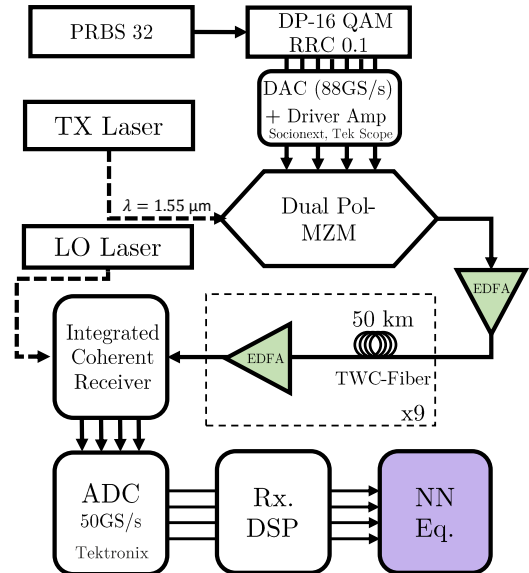 PRBS 32
DP-16 QAM
RRC 0.1
DAC (88GS/s)
+ Driver Amp
Socionext, Tek Scope
TX Laser
λ = 1.55 μm
Dual Pol-
MZM
LO Laser
EDFA
Integrated
Coherent
Receiver
EDFA
50 km
TWC-Fiber
x9
ADC
50GS/s
Tektronix
Rx.
DSP
NN
Eq.